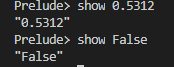 Prelude> show 0.5312
"0.5312"
Prelude> show False
"False"